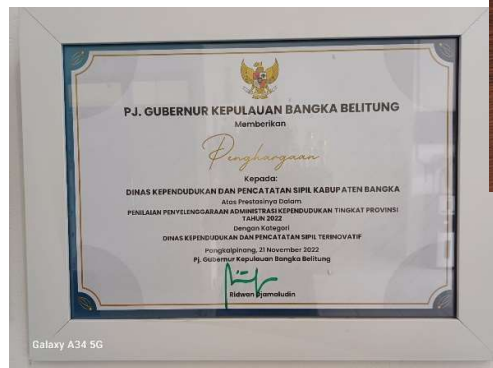 PJ. GUBERNUR KEPULAUAN BANGKA BELITUNG
Memberikan
Penghargaan
Kepada:
DINAS KEPENDUDUKAN DAN PENCATATAN SIPIL KABUPATEN BANGKA
Atas Prestasinya Dalam
PENILAIAN PENYELENGGARAAN ADMINISTRASI KEPENDUDUKAN TINGKAT PROVINSI
TAHUN 2022
Dengan Kategori
DINAS KEPENDUDUKAN DAN PENCATATAN SIPIL TERINOVATIF
Pangkalpinang, 21 November 2022
Pj. Gubernur Kepulauan Bangka Belitung
Ridwan Djamaludin
Galaxy A34 5G